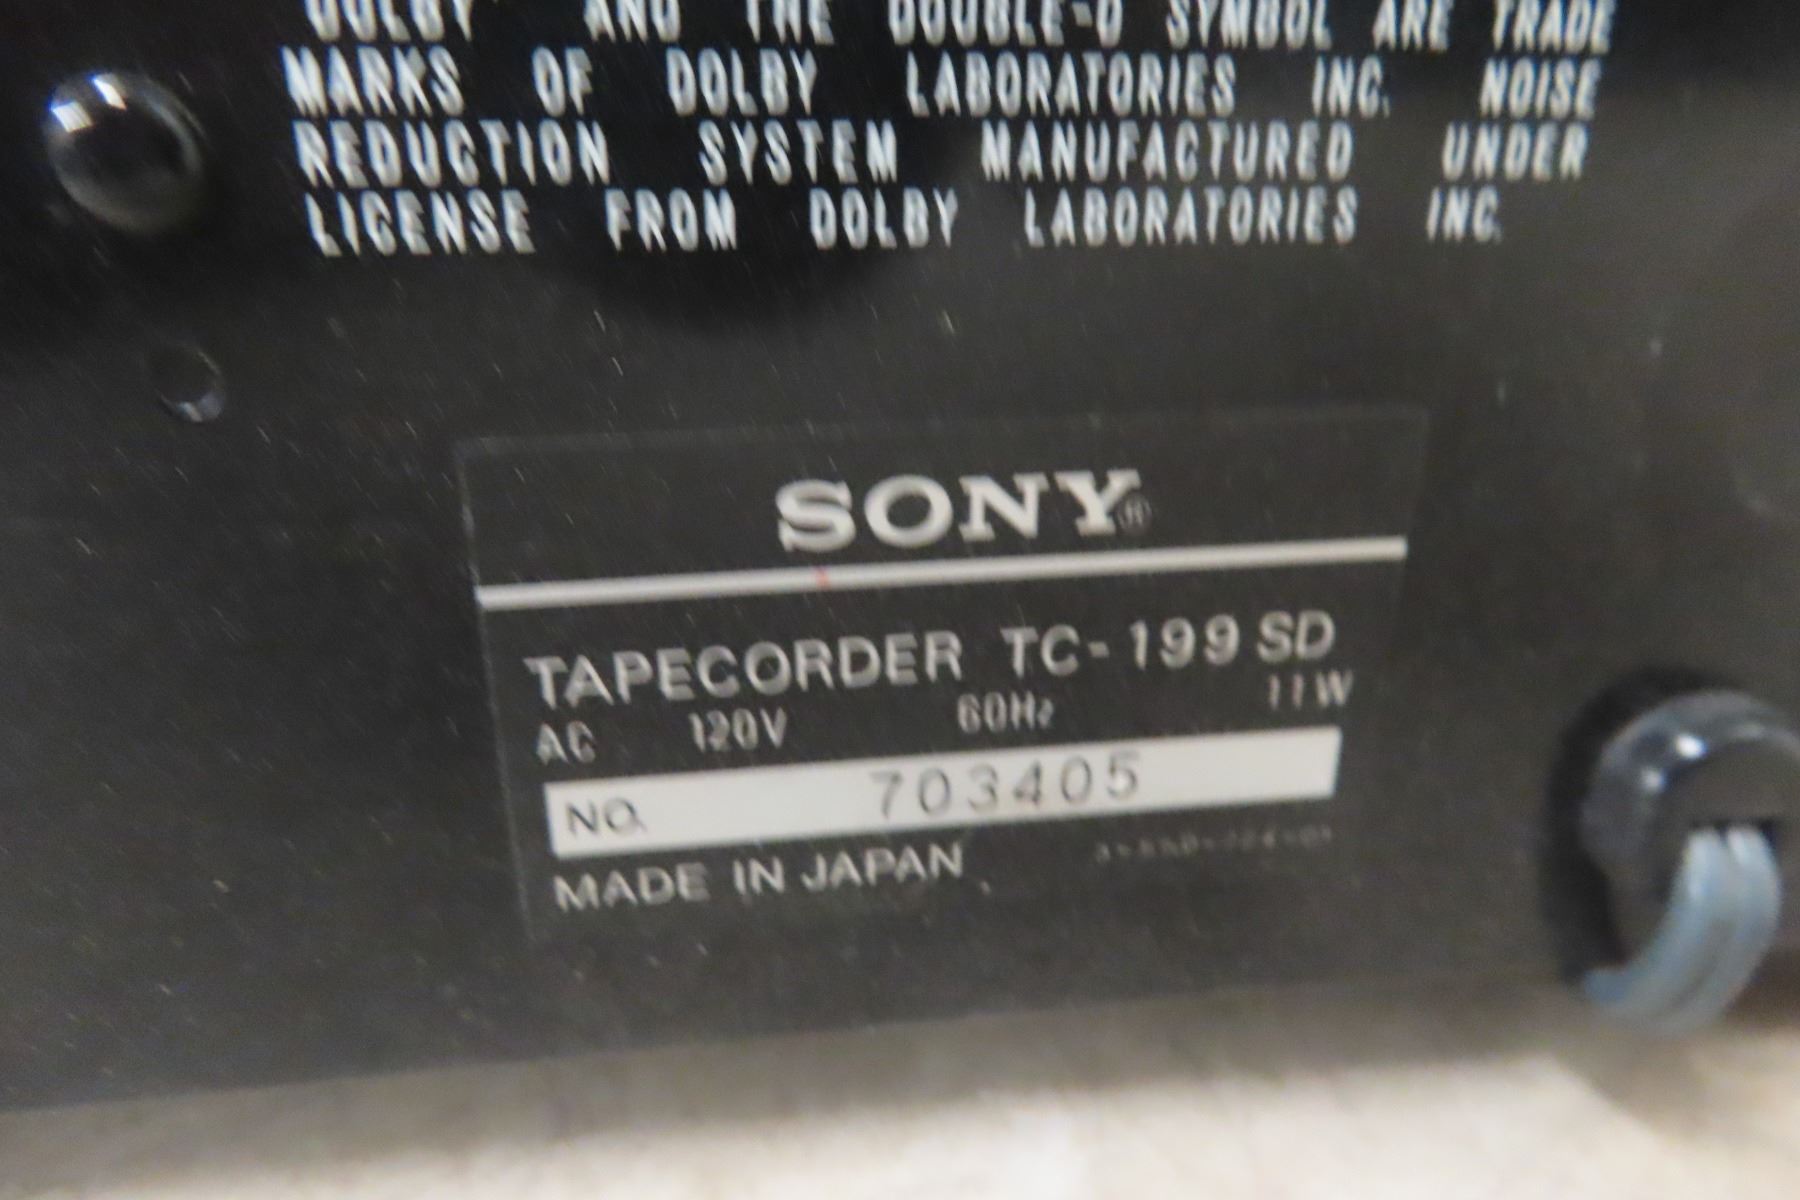 DOLBY AND THE DOUBLE-D SYMBOL ARE TRADE
MARKS OF DOLBY LABORATORIES INC. NOISE
REDUCTION SYSTEM MANUFACTURED UNDER
LICENSE FROM DOLBY LABORATORIES INC.
SONY®
TAPECORDER TC-199 SD
AC 120V 60Hz 11W
NO. 703405
MADE IN JAPAN